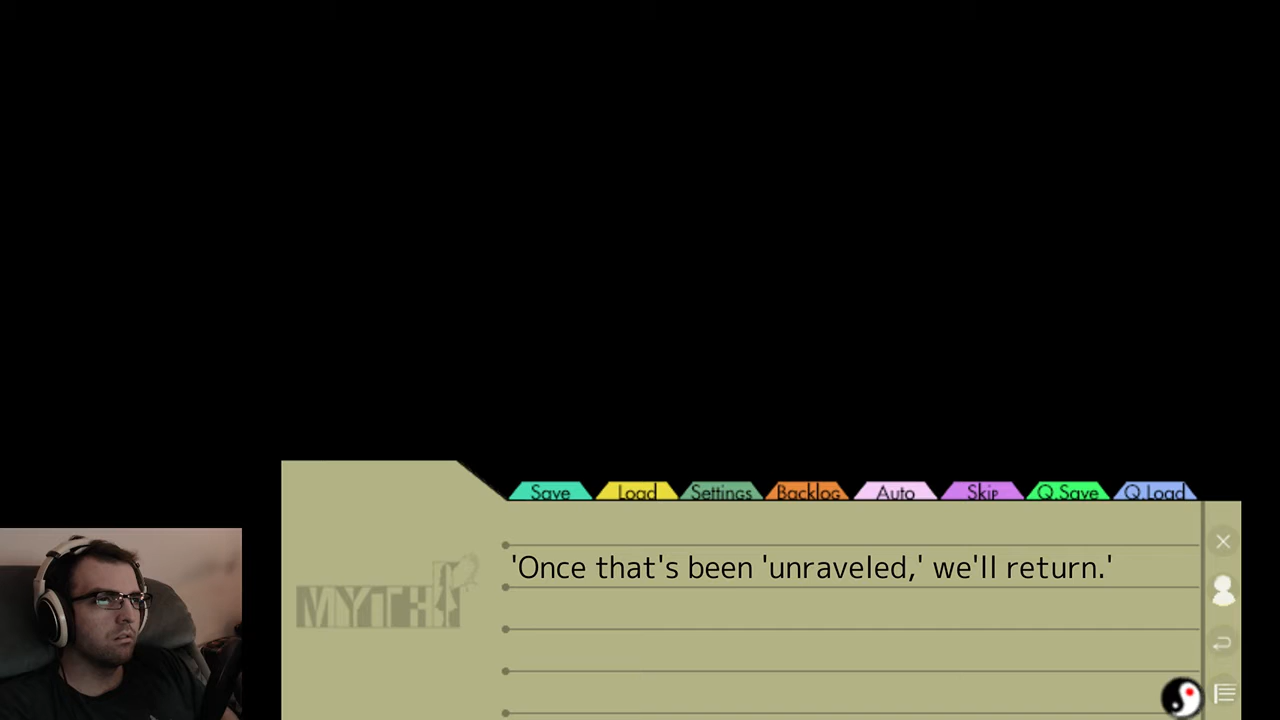 Save Load Settings Backlog Auto Skip Q.Save Q.Load
'Once that's been 'unraveled,' we'll return.'
MYTH